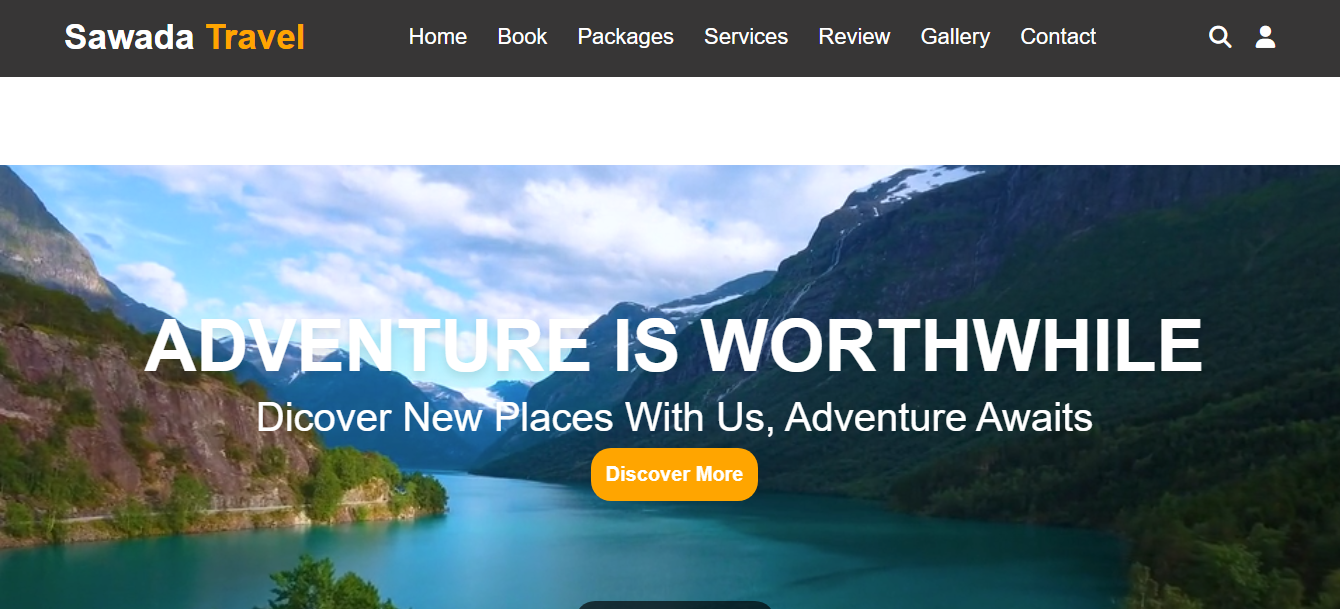 Sawada Travel Home Book Packages Services Review Gallery Contact
ADVENTURE IS WORTHWHILE
Dicover New Places With Us, Adventure Awaits
Discover More